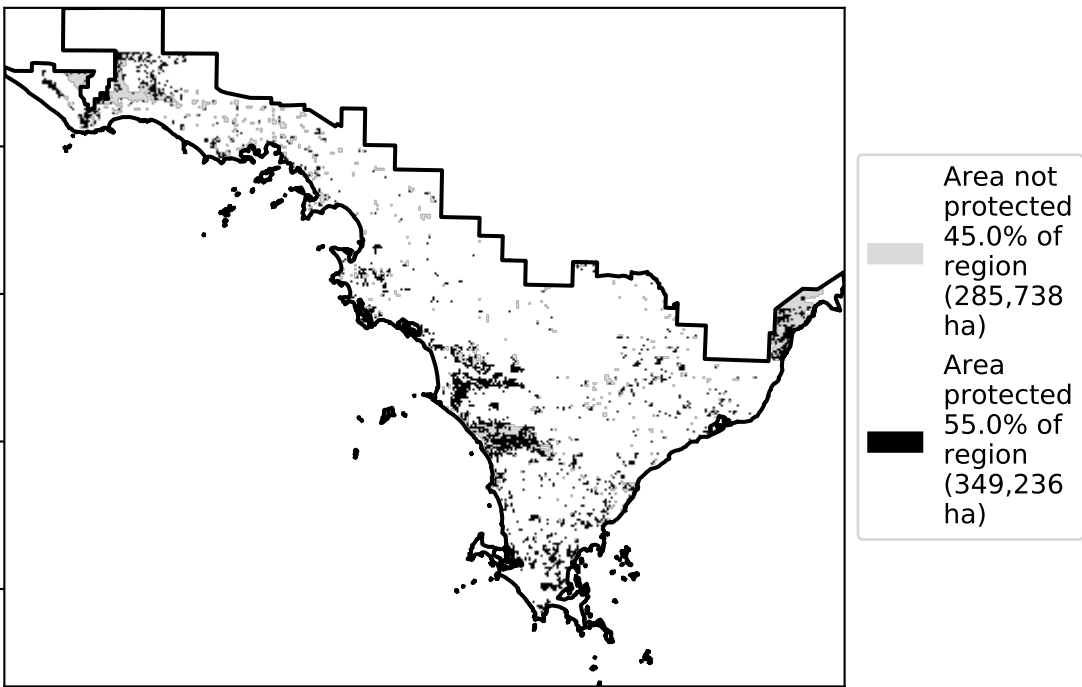 Area not
protected
45.0% of
region
(285,738
ha)
Area
protected
55.0% of
region
(349,236
ha)